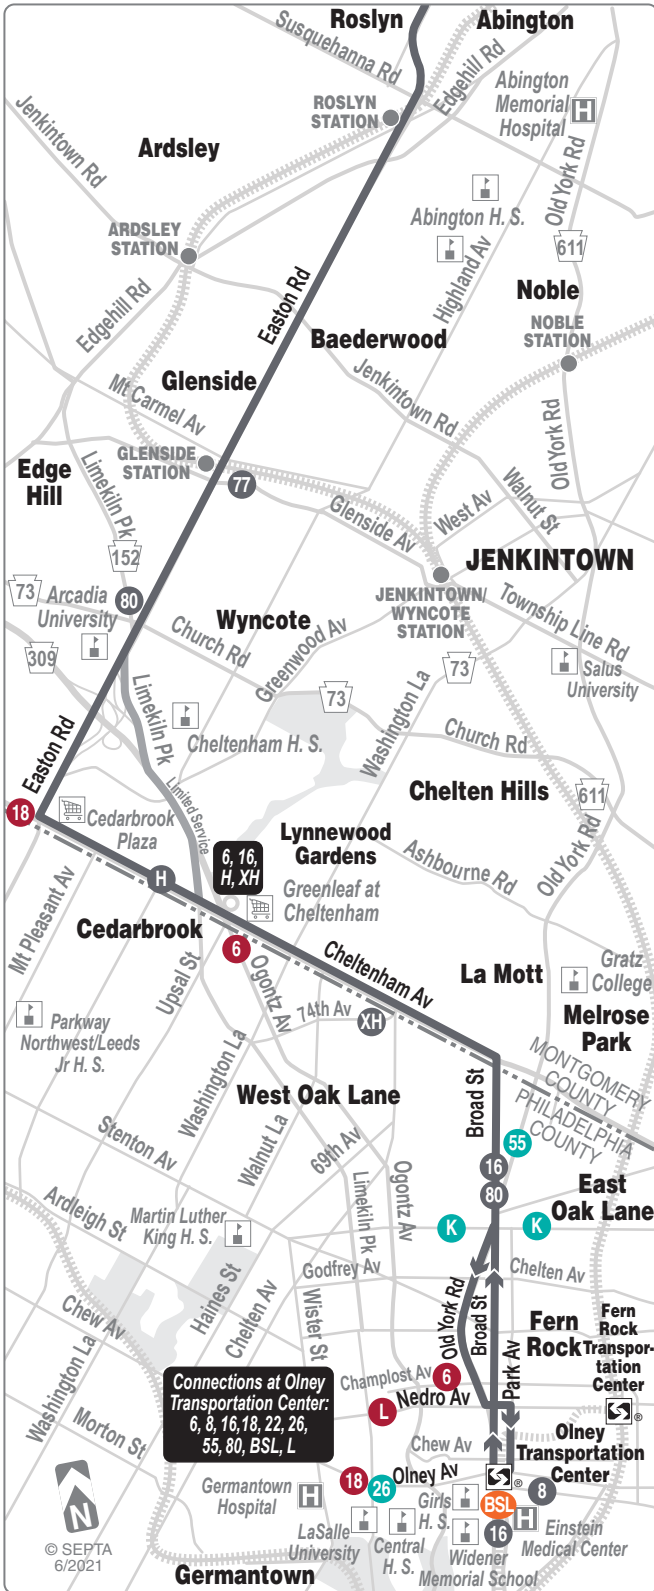 Roslyn
Abington
Susquehanna Rd
Edgehill Rd
Abington
Memorial
Hospital
H
ROSLYN
STATION
Jenkintown Rd
Ardsley
Old York Rd
Abington H. S.
611
ARDSLEY
STATION
Highland Av
Easton Rd
Noble
Edgehill Rd
NOBLE
STATION
Baederwood
Glenside
Jenkintown Rd
Mt Carmel Av
Old York Rd
GLENSIDE
STATION
Edge
Hill
Limekiln Pk
77
Walnut St
West Av
Glenside Av
152
JENKINTOWN
73
Arcadia
University
80
JENKINTOWN/
WYNCOTE
STATION
Township Line Rd
Wyncote
Church Rd
Greenwood Av
309
73
Salus
University
Limekiln Pk
73
Washington La
Cheltenham H. S.
Church Rd
Easton Rd
Chelten Hills
611
Limited Service
18
Cedarbrook
Plaza
Lynnewood
Gardens
Ashbourne Rd
Old York Rd
6, 16,
H, XH
H
Greenleaf at
Cheltenham
Mt Pleasant Av
Cedarbrook
6
Cheltenham Av
Upsal St
Ogontz Av
La Mott
Gratz
College
74th Av
XH
Melrose
Park
Parkway
Northwest/Leeds
Jr H. S.
MONTGOMERY
COUNTY
PHILADELPHIA
COUNTY
Washington La
West Oak Lane
Broad St
Walnut La
69th Av
55
Stenton Av
16
80
Limekiln Pk
Ogontz Av
East
Oak Lane
Ardleigh St
Martin Luther
King H. S.
K
K
Godfrey Av
Chelten Av
Haines St
Chelten Av
Wister St
Old York Rd
Broad St
Chew Av
Fern
Rock
Fern
Rock
Transpor-
tation
Center
Park Av
Washington La
Champlost Av
6
Connections at Olney
Transportation Center:
6, 8, 16,18, 22, 26,
55, 80, BSL, L
Nedro Av
L
®
Morton St
Chew Av
Olney
Transportation
Center
Olney Av
18
26
®
8
N
Germantown
Hospital
H
Girls
H. S.
BSL
H
© SEPTA
6/2021
LaSalle
University
Central
H. S.
16
Einstein
Medical Center
Widener
Memorial School
Germantown